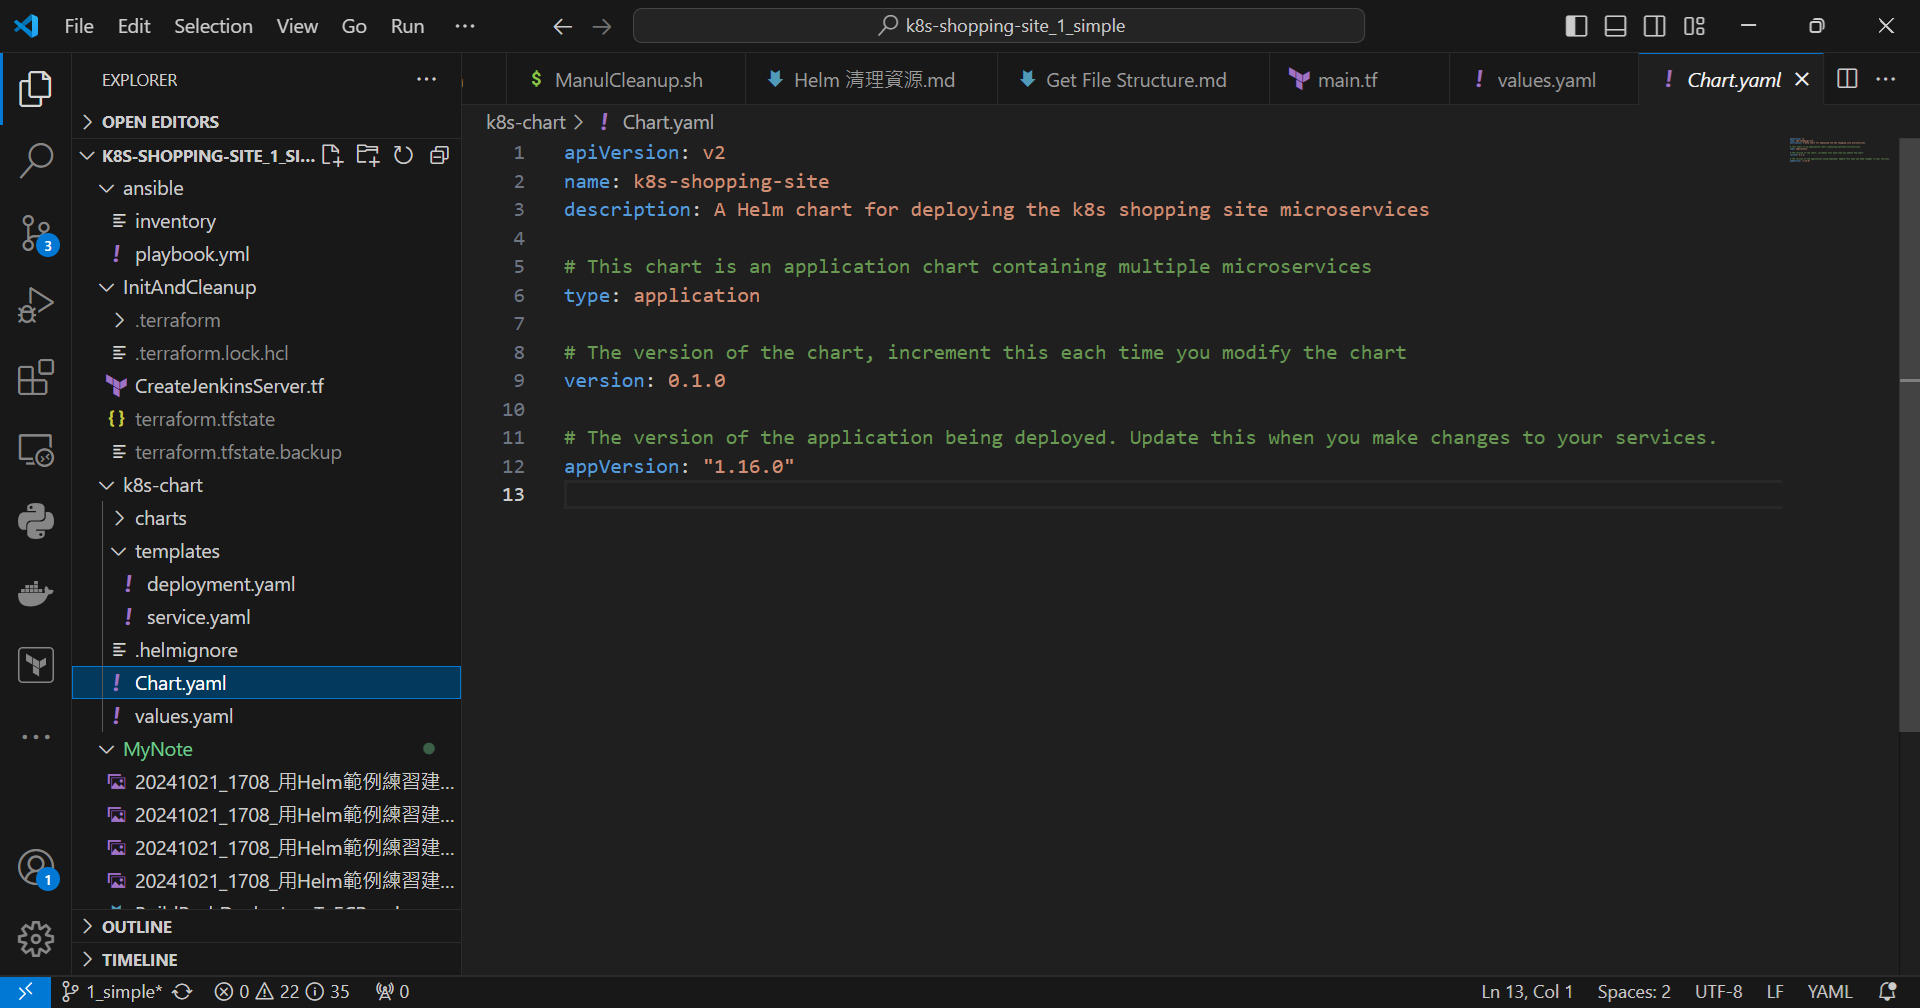 File Edit Selection View Go Run ···
k8s-shopping-site_1_simple
EXPLORER ···
OPEN EDITORS
K8S-SHOPPING-SITE_1_SI...
ansible
inventory
playbook.yml
InitAndCleanup
.terraform
.terraform.lock.hcl
CreateJenkinsServer.tf
terraform.tfstate
terraform.tfstate.backup
k8s-chart
charts
templates
deployment.yaml
service.yaml
.helmignore
Chart.yaml
values.yaml
MyNote
20241021_1708_用Helm範例練習建...
20241021_1708_用Helm範例練習建...
20241021_1708_用Helm範例練習建...
20241021_1708_用Helm範例練習建...
OUTLINE
TIMELINE
3
1
$ ManulCleanup.sh
Helm 清理資源.md
Get File Structure.md
main.tf
! values.yaml
! Chart.yaml
k8s-chart > ! Chart.yaml
1 apiVersion: v2
2 name: k8s-shopping-site
3 description: A Helm chart for deploying the k8s shopping site microservices
4
5 # This chart is an application chart containing multiple microservices
6 type: application
7
8 # The version of the chart, increment this each time you modify the chart
9 version: 0.1.0
10
11 # The version of the application being deployed. Update this when you make changes to your services.
12 appVersion: "1.16.0"
13
1_simple* 0 22 35 0
Ln 13, Col 1 Spaces: 2 UTF-8 LF YAML